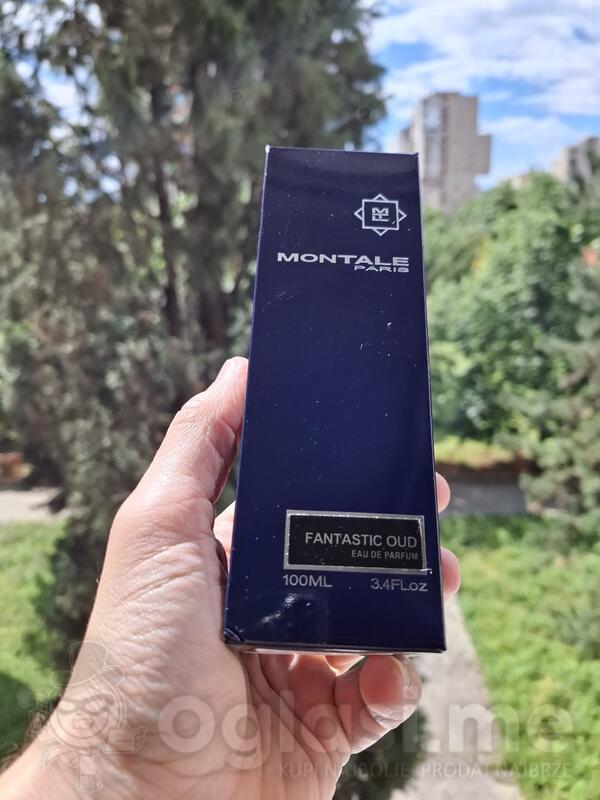 MONTALE
PARIS
FANTASTIC OUD
EAU DE PARFUM
100ML 3.4FLoz
Oglasi.me
KUPI NAJBOLJE, PRODAJ NAJBRŽE